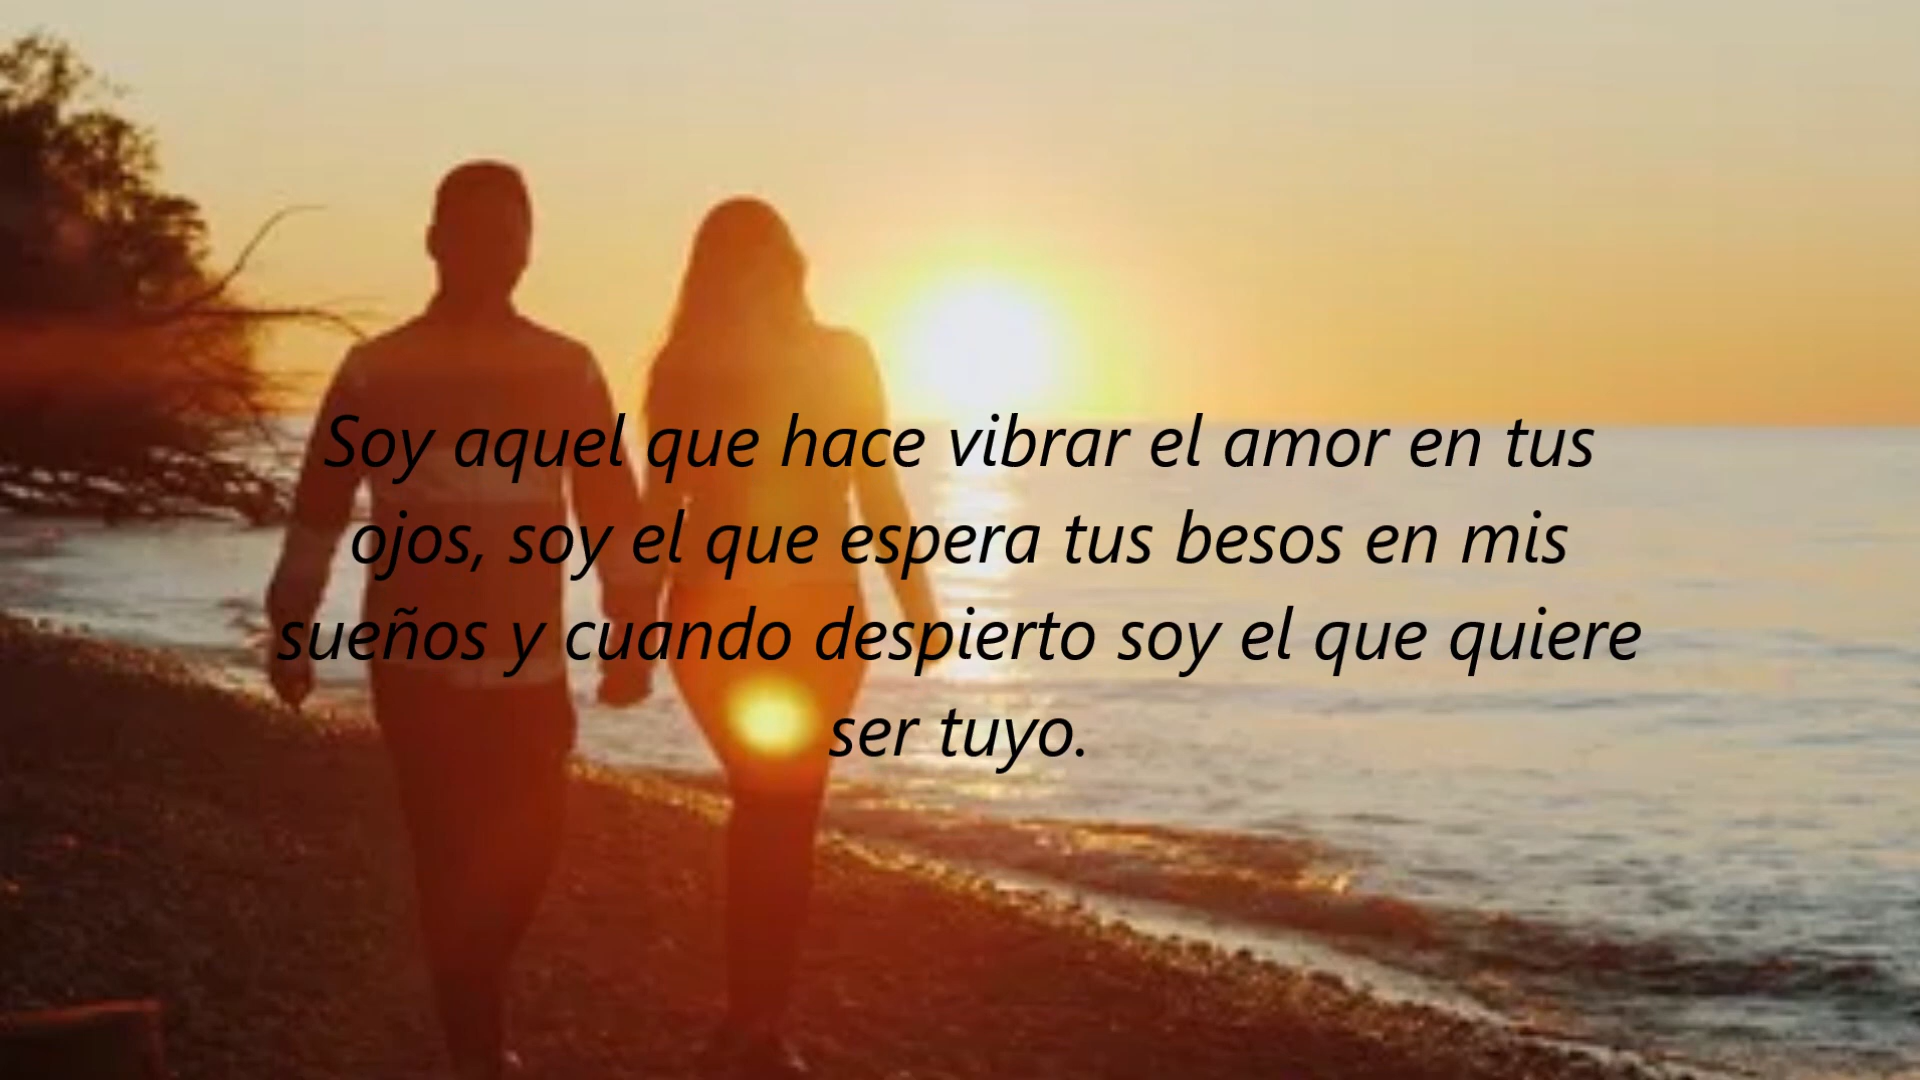 Soy aquel que hace vibrar el amor en tus
ojos, soy el que espera tus besos en mis
sueños y cuando despierto soy el que quiere
ser tuyo.